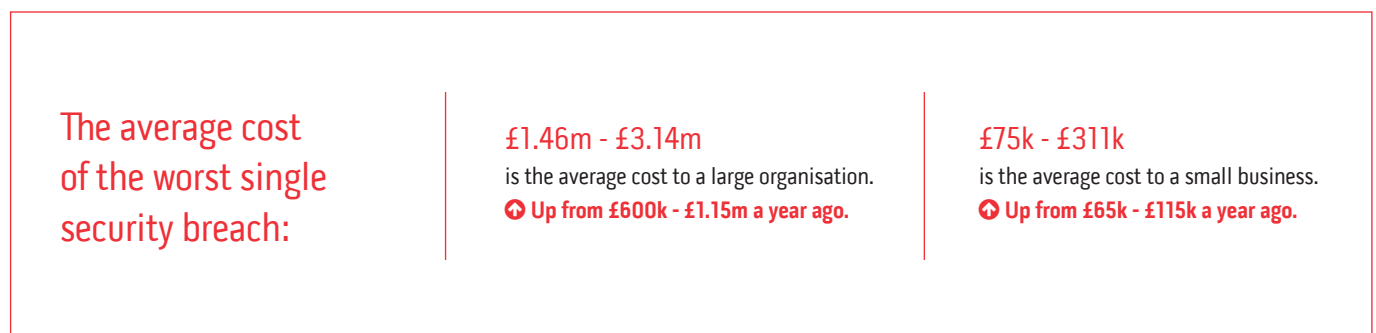 The average cost
of the worst single
security breach:
£1.46m - £3.14m
is the average cost to a large organisation.
Up from £600k - £1.15m a year ago.
£75k - £311k
is the average cost to a small business.
Up from £65k - £115k a year ago.